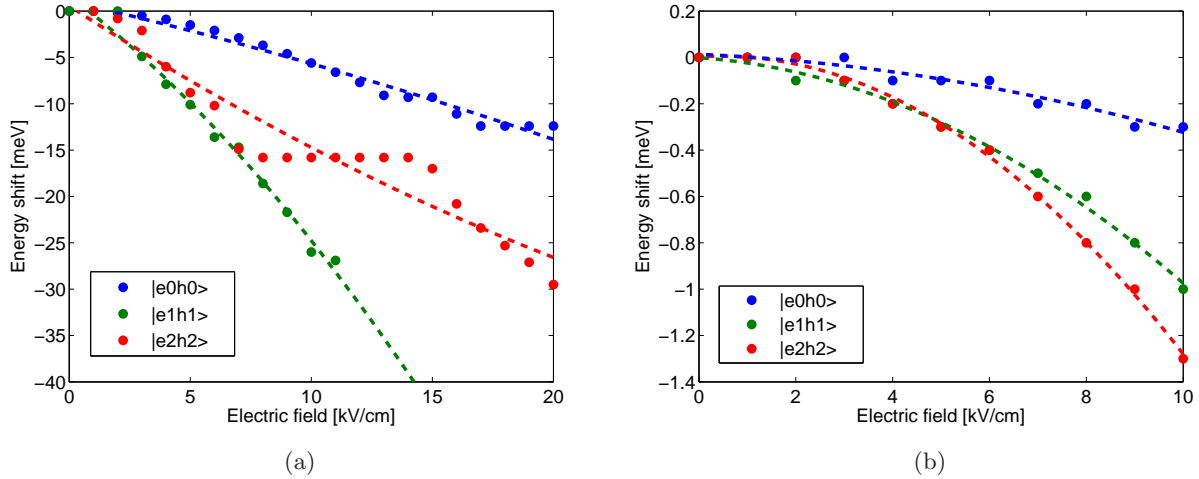 0
−5
−10
−15
−20
−25
−30
−35
−40
Energy shift [meV]
|e0h0>
|e1h1>
|e2h2>
0 5 10 15 20
Electric field [kV/cm]
(a)
0.2
0
−0.2
−0.4
−0.6
−0.8
−1
−1.2
−1.4
Energy shift [meV]
|e0h0>
|e1h1>
|e2h2>
0 2 4 6 8 10
Electric field [kV/cm]
(b)